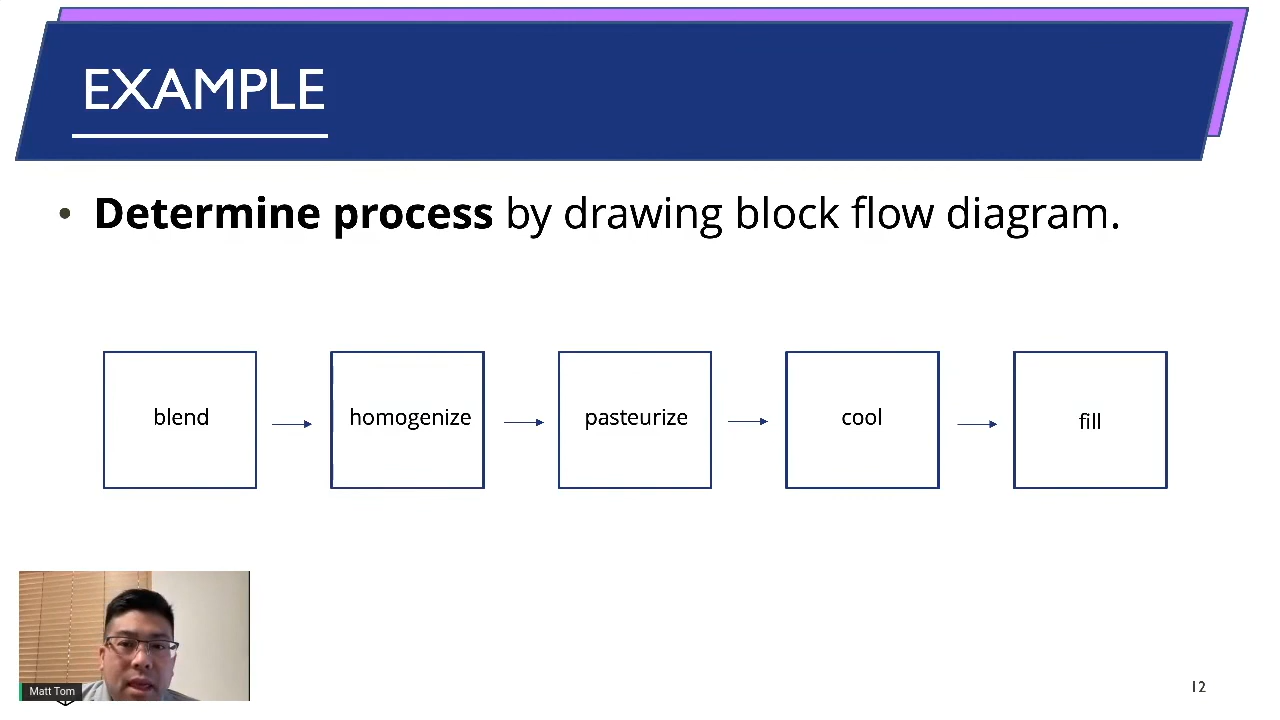 EXAMPLE
• Determine process by drawing block flow diagram.
blend
homogenize
pasteurize
cool
fill
Matt Tom
12